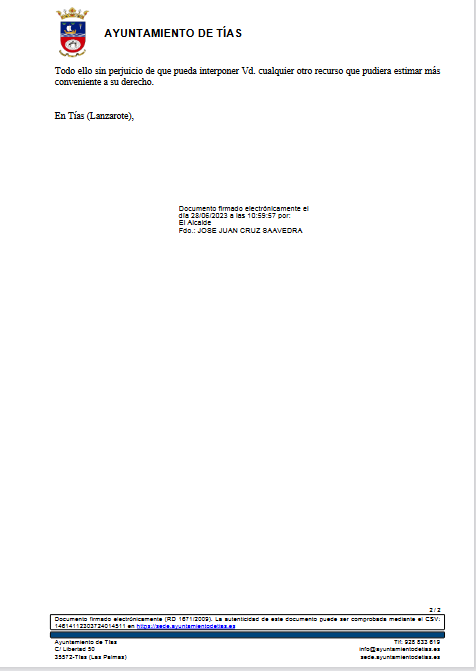 AYUNTAMIENTO DE TÍAS
Todo ello sin perjuicio de que pueda interponer Vd. cualquier otro recurso que pudiera estimar más
conveniente a su derecho.
En Tías (Lanzarote),
Documento firmado electrónicamente el
día 28/06/2023 a las 10:59:57 por:
El Alcalde
Fdo.: JOSE JUAN CRUZ SAAVEDRA
2 / 2
Documento firmado electrónicamente (RD 1671/2009). La autenticidad de este documento puede ser comprobada mediante el CSV:
14614112303724014511 en https://sede.ayuntamientodetias.es
Ayuntamiento de Tías
C/ Libertad 50
35572-Tías (Las Palmas)
Tlf: 928 833 619
info@ayuntamientodetias.es
sede.ayuntamientodetias.es